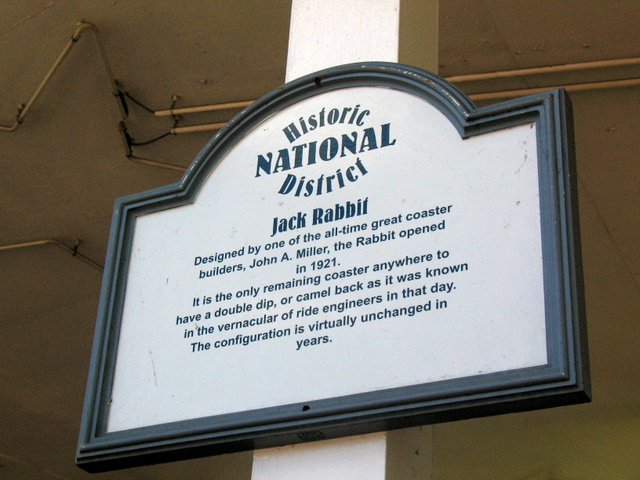 Historic
NATIONAL
District
Jack Rabbit
Designed by one of the all-time great coaster
builders, John A. Miller, the Rabbit opened
in 1921.
It is the only remaining coaster anywhere to
have a double dip, or camel back as it was known
in the vernacular of ride engineers in that day.
The configuration is virtually unchanged in
years.